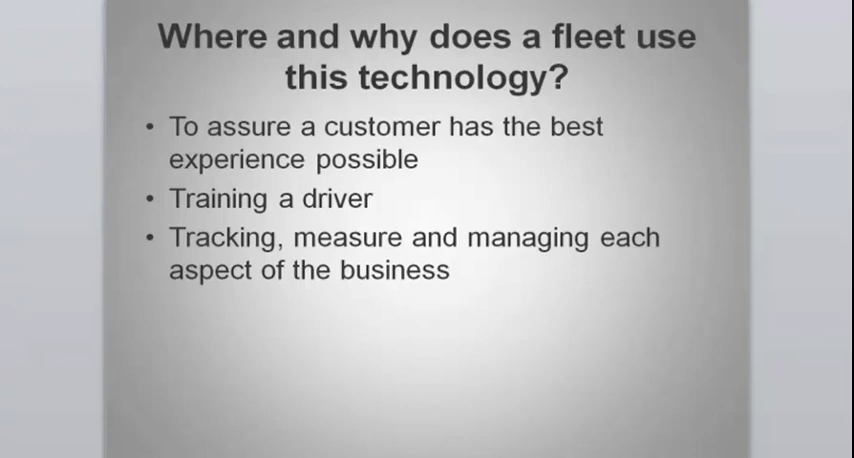 Where and why does a fleet use
this technology?
• To assure a customer has the best
experience possible
• Training a driver
• Tracking, measure and managing each
aspect of the business